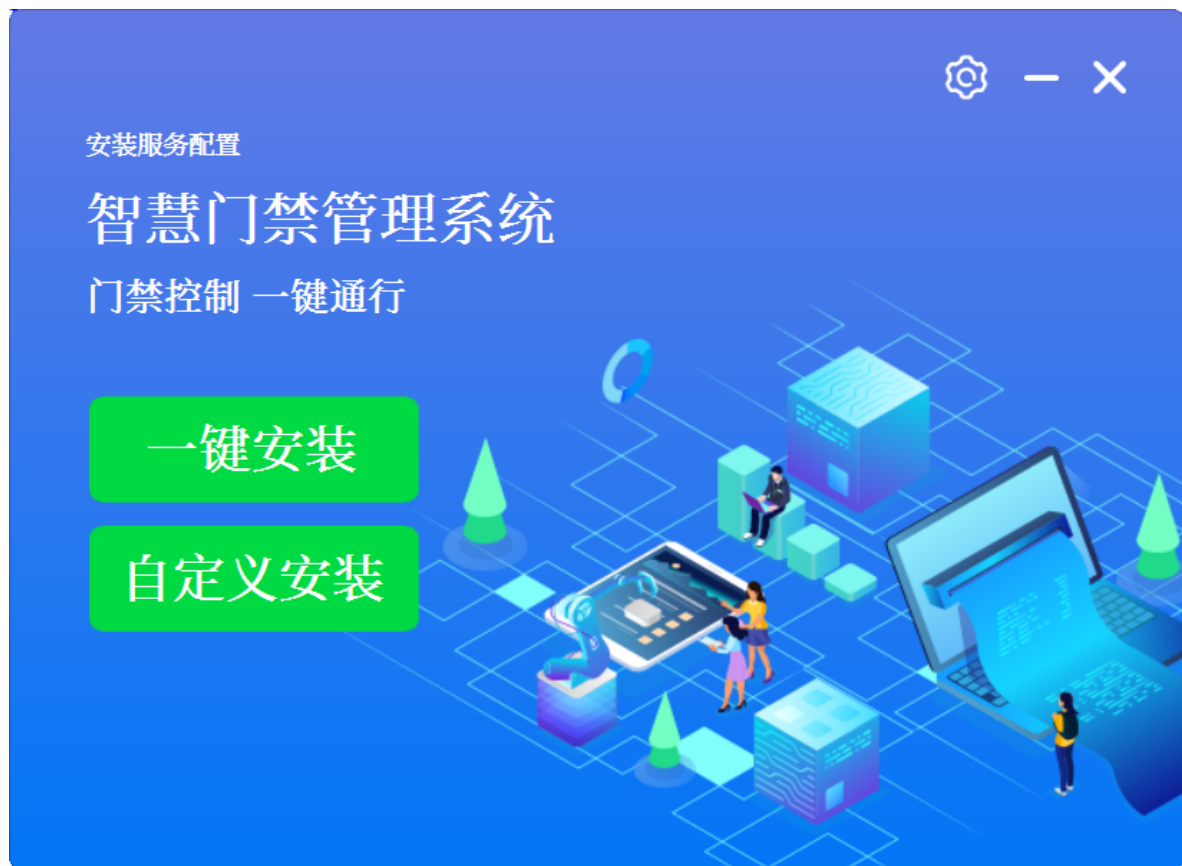 安装服务配置
智慧门禁管理系统
门禁控制 一键通行
一键安装
自定义安装